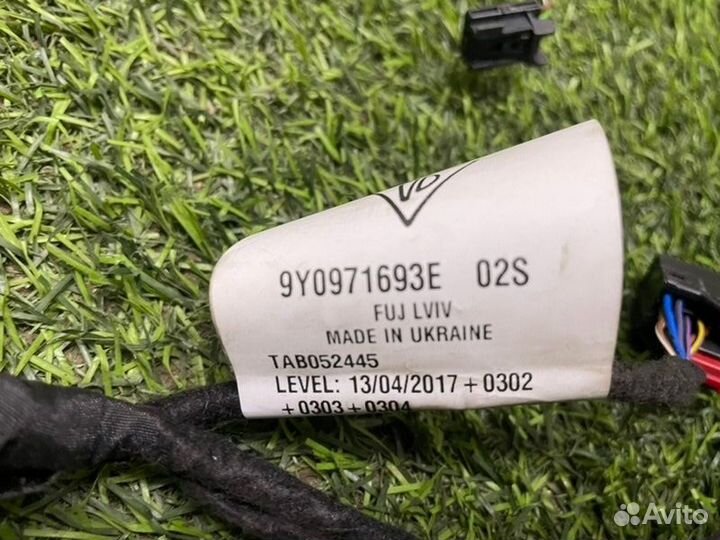 9Y0971693E 02S
FUJ LVIV
MADE IN UKRAINE
TAB052445
LEVEL: 13/04/2017 + 0302
+ 0303 + 0304
Avito